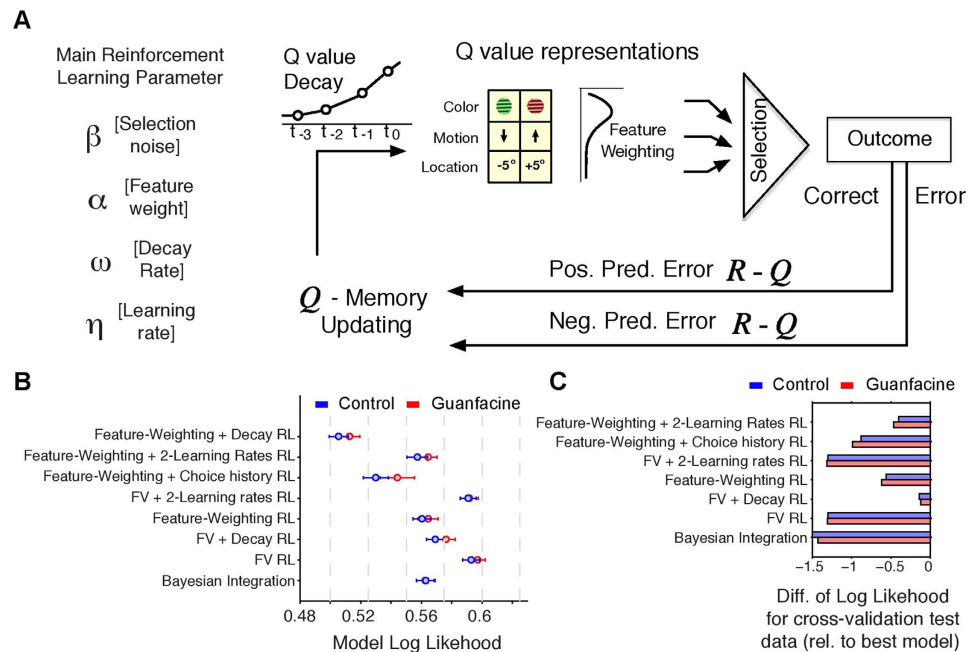 A
Main Reinforcement
Learning Parameter
β [Selection
noise]
α [Feature
weight]
ω [Decay
Rate]
η [Learning
rate]
Q value
Decay
t-3 t-2 t-1 t0
Q value representations
Color
Motion
Location -5° +5°
Feature
Weighting
Selection
Outcome
Correct Error
Pos. Pred. Error R - Q
Neg. Pred. Error R - Q
Q - Memory
Updating
B
Control Guanfacine
Feature-Weighting + Decay RL
Feature-Weighting + 2-Learning Rates RL
Feature-Weighting + Choice history RL
FV + 2-Learning rates RL
Feature-Weighting RL
FV + Decay RL
FV RL
Bayesian Integration
0.48 0.52 0.56 0.6
Model Log Likelihood
C
Control Guanfacine
Feature-Weighting + 2-Learning Rates RL
Feature-Weighting + Choice history RL
FV + 2-Learning rates RL
Feature-Weighting RL
FV + Decay RL
FV RL
Bayesian Integration
−1.5 −1 −0.5 0
Diff. of Log Likelihood
for cross-validation test
data (rel. to best model)